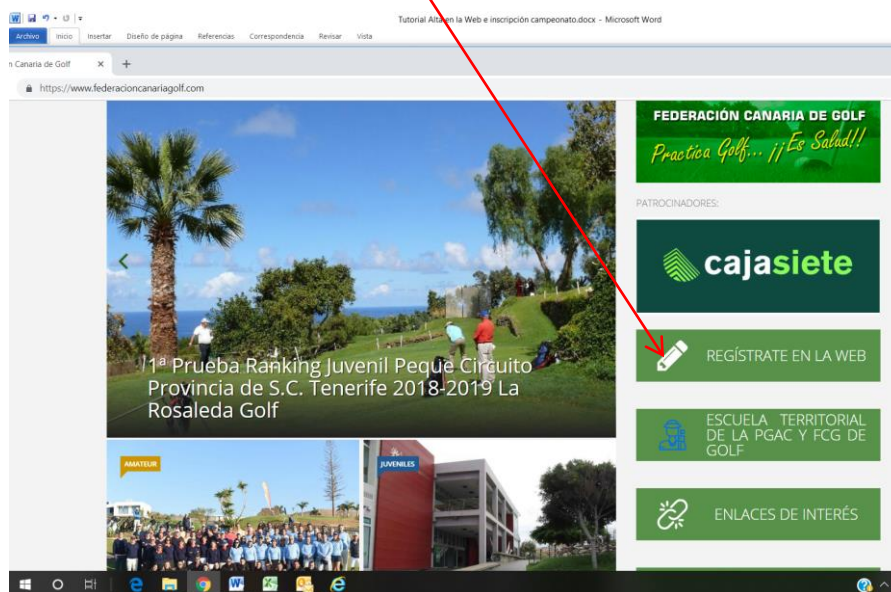 Tutorial Alta en la Web e inscripción campeonato.docx - Microsoft Word
Archivo Inicio Insertar Diseño de página Referencias Correspondencia Revisar Vista
n Canaria de Golf
https://www.federacioncanariagolf.com
FEDERACIÓN CANARIA DE GOLF
Practica Golf... ¡¡Es Salud!!
PATROCINADORES:
cajasiete
REGÍSTRATE EN LA WEB
1ª Prueba Ranking Juvenil Peque Circuito
Provincia de S.C. Tenerife 2018-2019 La
Rosaleda Golf
ESCUELA TERRITORIAL
DE LA PGAC Y FCG DE
GOLF
AMATEUR
JUVENILES
ENLACES DE INTERÉS